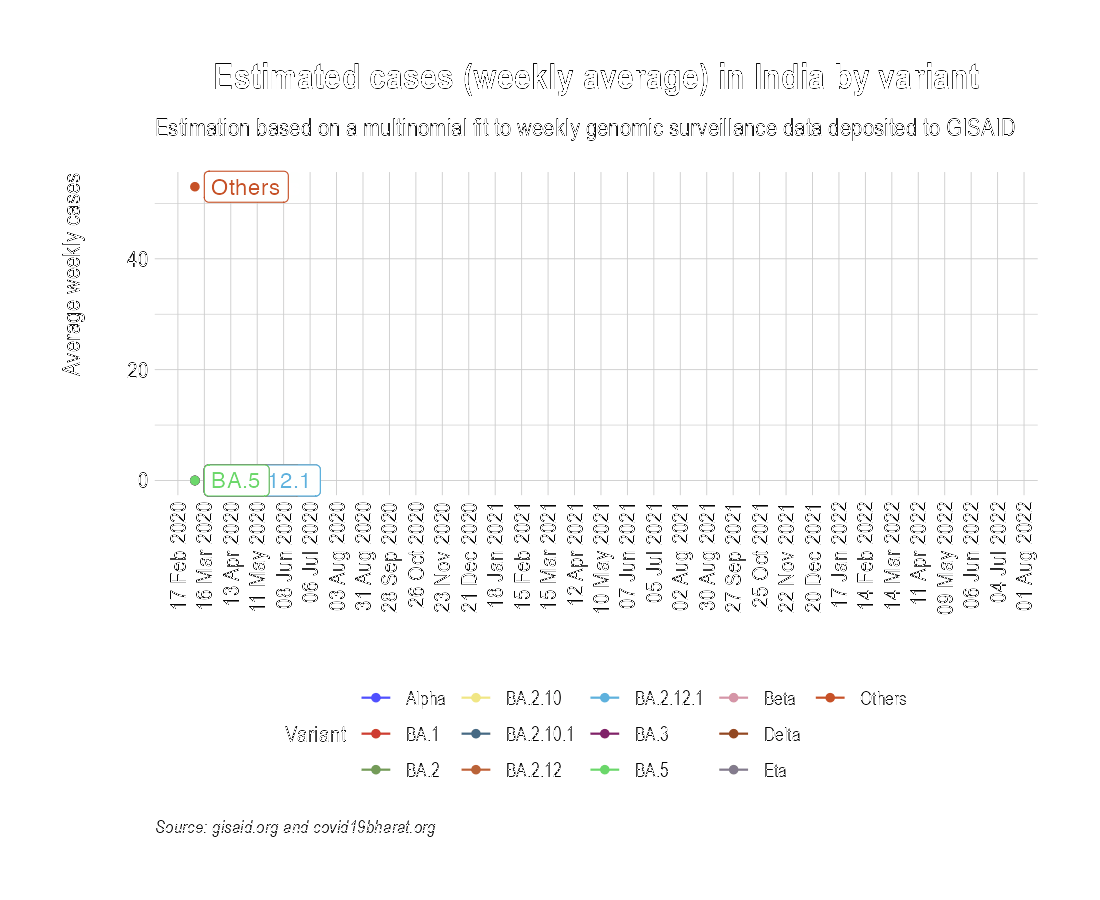 Estimated cases (weekly average) in India by variant
Estimation based on a multinomial fit to weekly genomic surveillance data deposited to GISAID
Average weekly cases
Others
40
20
0
BA.5
12.1
17 Feb 2020
16 Mar 2020
13 Apr 2020
11 May 2020
08 Jun 2020
06 Jul 2020
03 Aug 2020
31 Aug 2020
28 Sep 2020
26 Oct 2020
23 Nov 2020
21 Dec 2020
18 Jan 2021
15 Feb 2021
15 Mar 2021
12 Apr 2021
10 May 2021
07 Jun 2021
05 Jul 2021
02 Aug 2021
30 Aug 2021
27 Sep 2021
25 Oct 2021
22 Nov 2021
20 Dec 2021
17 Jan 2022
14 Feb 2022
14 Mar 2022
11 Apr 2022
09 May 2022
06 Jun 2022
04 Jul 2022
01 Aug 2022
Alpha BA.2.10 BA.2.12.1 Beta Others
Variant BA.1 BA.2.10.1 BA.3 Delta
BA.2 BA.2.12 BA.5 Eta
Source: gisaid.org and covid19bharat.org